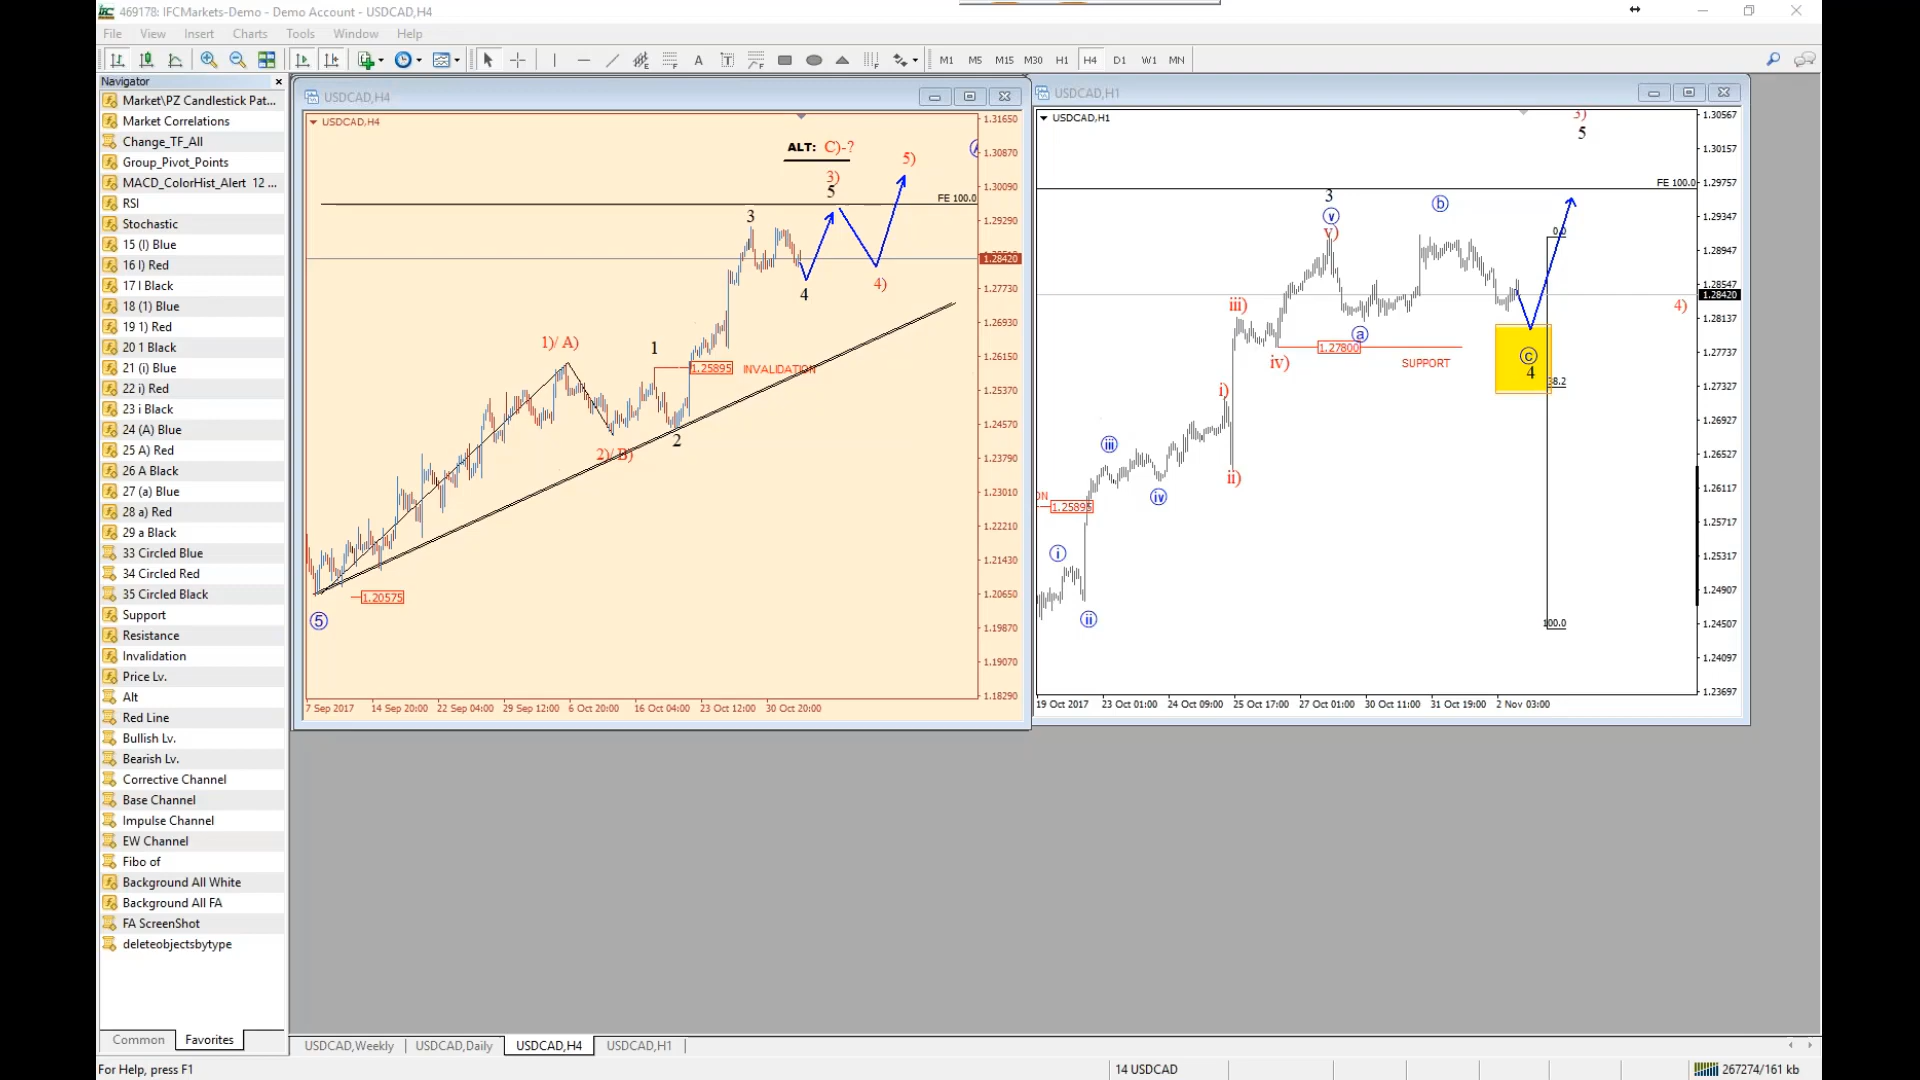 469178: IFCMarkets-Demo - Demo Account - USDCAD,H4
File View Insert Charts Tools Window Help
M1 M5 M15 M30 H1 H4 D1 W1 MN
Navigator
Market\PZ Candlestick Pat...
Market Correlations
Change_TF_All
Group_Pivot_Points
MACD_ColorHist_Alert 12 ...
RSI
Stochastic
15 (I) Blue
16 I) Red
17 I Black
18 (1) Blue
19 1) Red
20 1 Black
21 (i) Blue
22 i) Red
23 i Black
24 (A) Blue
25 A) Red
26 A Black
27 (a) Blue
28 a) Red
29 a Black
33 Circled Blue
34 Circled Red
35 Circled Black
Support
Resistance
Invalidation
Price Lv.
Alt
Red Line
Bullish Lv.
Bearish Lv.
Corrective Channel
Base Channel
Impulse Channel
EW Channel
Fibo of
Background All White
Background All FA
FA ScreenShot
deleteobjectsbytype
Common Favorites
USDCAD,H4
USDCAD,H4
ALT: C)-?
3)
5
5)
FE 100.0
3
4)
4
1)/ A)
1
1.25895 INVALIDATION
2
2)/ B)
1.20575
5
1.31650
1.30870
1.30090
1.29290
1.28420
1.27730
1.26930
1.26150
1.25370
1.24570
1.23790
1.23010
1.22210
1.21430
1.20650
1.19870
1.19070
1.18290
7 Sep 2017 14 Sep 20:00 22 Sep 04:00 29 Sep 12:00 6 Oct 20:00 16 Oct 04:00 23 Oct 12:00 30 Oct 20:00
USDCAD,H1
USDCAD,H1
3)
5
FE 100.0
3
v
v)
b
0.0
iii)
4)
a
iv)
1.27800
SUPPORT
c
4
38.2
i)
iii
ii)
iv
1.25895
i
ii
100.0
1.30567
1.30157
1.29757
1.29347
1.28947
1.28547
1.28420
1.28137
1.27737
1.27327
1.26927
1.26527
1.26117
1.25717
1.25317
1.24907
1.24507
1.24097
1.23697
19 Oct 2017 23 Oct 01:00 24 Oct 09:00 25 Oct 17:00 27 Oct 01:00 30 Oct 11:00 31 Oct 19:00 2 Nov 03:00
USDCAD,Weekly USDCAD,Daily USDCAD,H4 USDCAD,H1
For Help, press F1
14 USDCAD
267274/161 kb